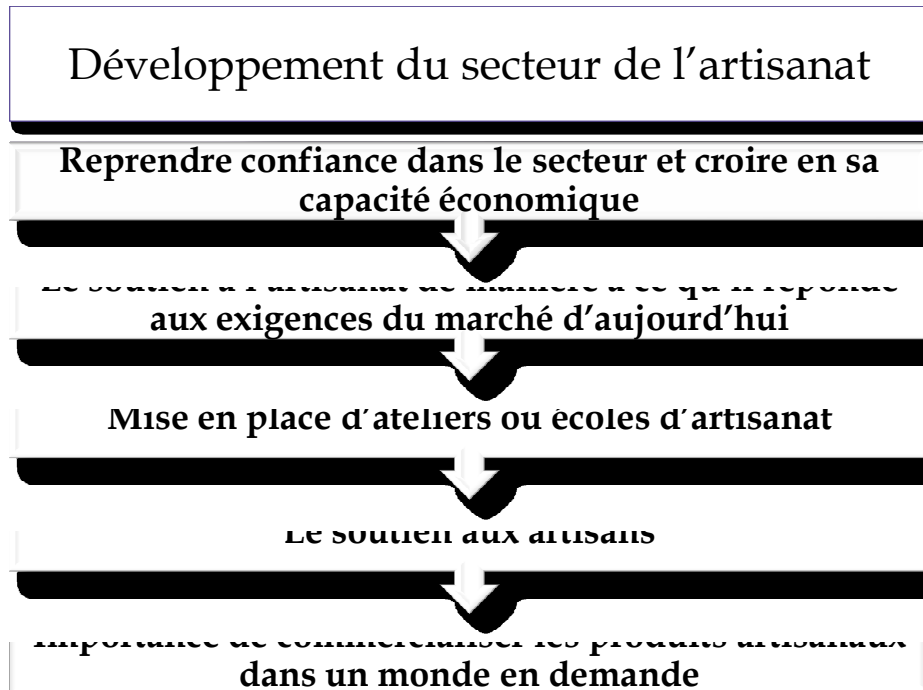 Développement du secteur de l’artisanat
Reprendre confiance dans le secteur et croire en sa
capacité économique
Le soutien à l’artisanat de manière à ce qu’il réponde
aux exigences du marché d’aujourd’hui
Mise en place d’ateliers ou écoles d’artisanat
Le soutien aux artisans
Importance de commercialiser les produits artisanaux
dans un monde en demande